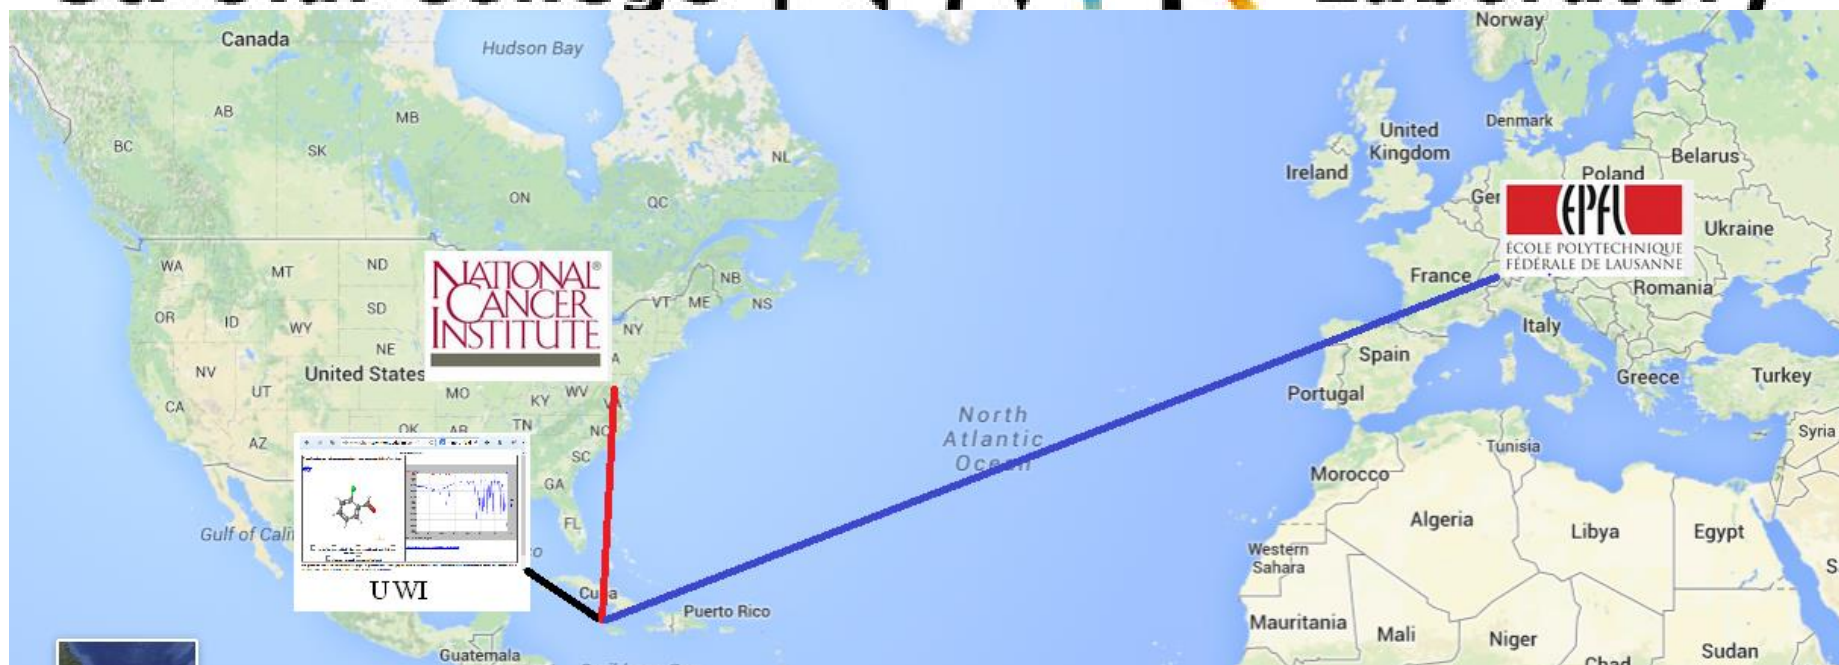 Norway
Canada
Hudson Bay
AB
MB
BC
SK
NL
ON
QC
United
Kingdom
Ireland
Denmark
Belarus
Poland
Ger
EPFL
ÉCOLE POLYTECHNIQUE
FÉDÉRALE DE LAUSANNE
Ukraine
France
Romania
Italy
Spain
Portugal
Greece
Turkey
WA
MT
ND
NB
VT
ME
NS
OR
ID
SD
WY
NY
NE
NV
UT
United States
CA
AZ
NATIONAL®
CANCER
INSTITUTE
A
MO
KY
WV
VA
OK
AR
TN
NC
SC
GA
FL
North
Atlantic
Ocean
Tunisia
Syria
Morocco
Algeria
Libya
Egypt
Western
Sahara
Mauritania
Mali
Niger
Chad
Sudan
Gulf of Cali
UWI
Cuba
Puerto Rico
Guatemala